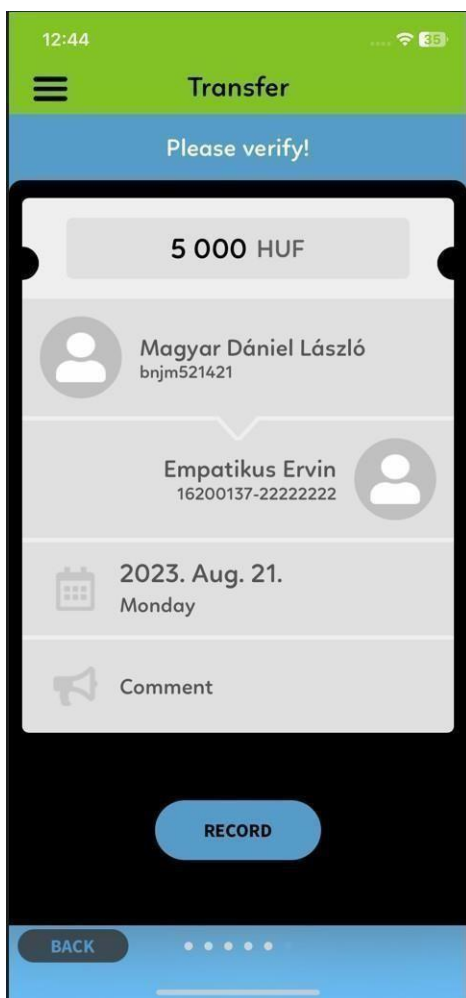 12:44
35
Transfer
Please verify!
5 000 HUF
Magyar Dániel László
bnjm521421
Empatikus Ervin
16200137-22222222
2023. Aug. 21.
Monday
Comment
RECORD
BACK